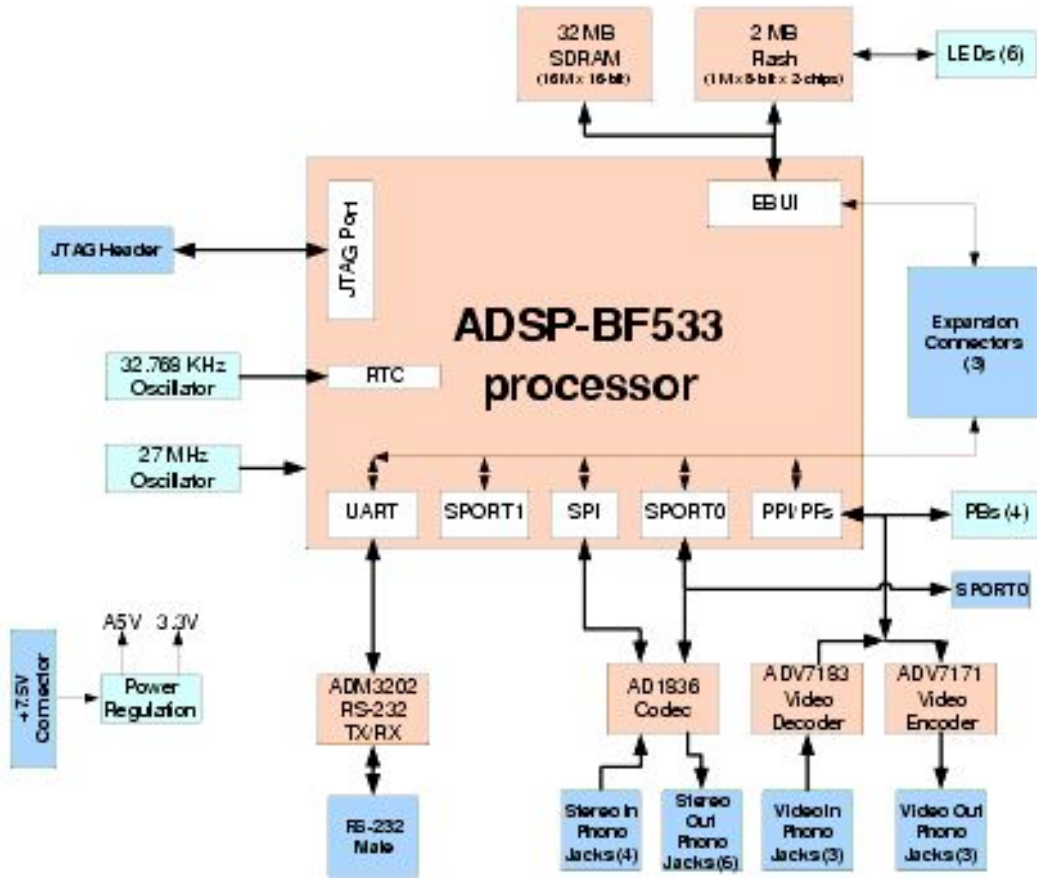 32 MB
SDRAM
(16M x 16-bit)
2 MB
Flash
(1M x 8-bit x 2-chips)
LEDs (6)
JTAG Port
EBUI
JTAG Header
ADSP-BF533
processor
Expansion
Connectors
(3)
32.768 KHz
Oscillator
RTC
27 MHz
Oscillator
UART
SPORT1
SPI
SPORT0
PPI/PFs
PBs (4)
SPORT0
A5V
3.3V
+7.5V
Connector
Power
Regulation
ADM3202
RS-232
TX/RX
AD1836
Codec
ADV7183
Video
Decoder
ADV7171
Video
Encoder
RS-232
Male
Stereo In
Phono
Jacks (4)
Stereo
Out
Phono
Jacks (6)
Video In
Phono
Jacks (3)
Video Out
Phono
Jacks (3)